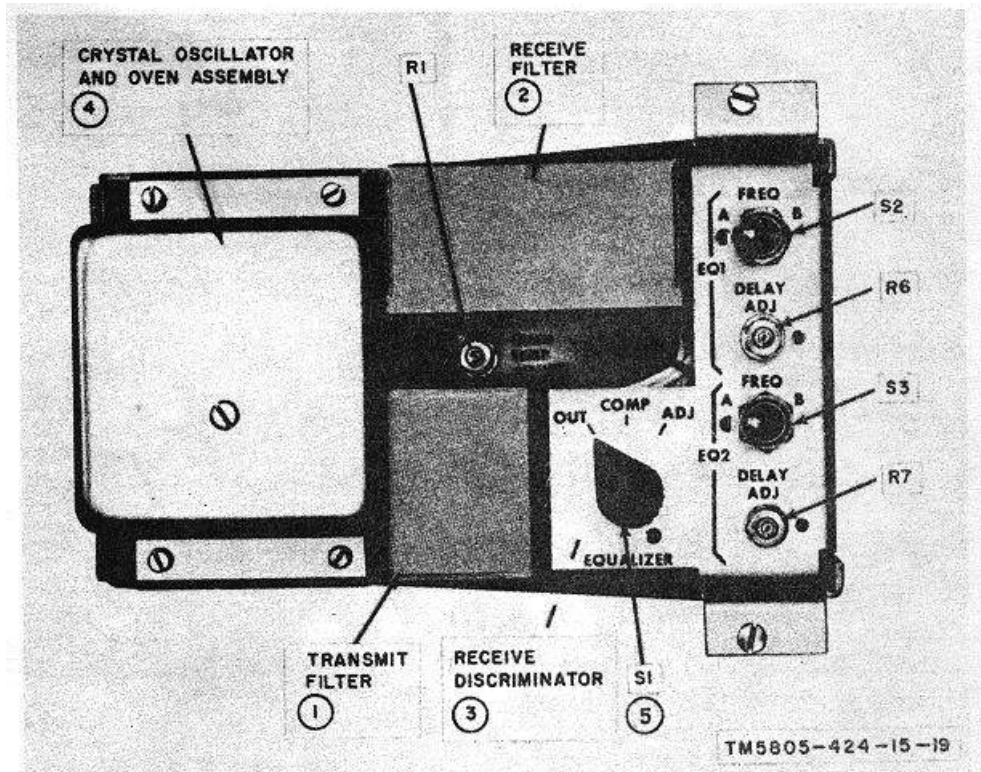 CRYSTAL OSCILLATOR
AND OVEN ASSEMBLY
4
R1
RECEIVE
FILTER
2
FREQ
A
B
S2
EQ1
DELAY
ADJ
R6
FREQ
A
B
S3
EQ2
DELAY
ADJ
R7
OUT
COMP
ADJ
EQUALIZER
TRANSMIT
FILTER
1
RECEIVE
DISCRIMINATOR
3
S1
5
TM5805-424-15-19